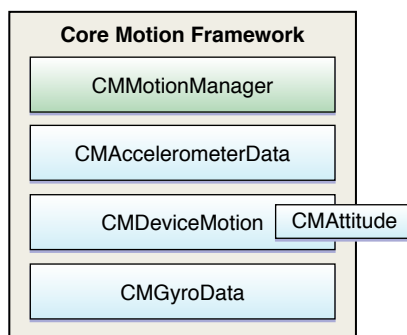 Core Motion Framework
CMMotionManager
CMAccelerometerData
CMDeviceMotion
CMAttitude
CMGyroData